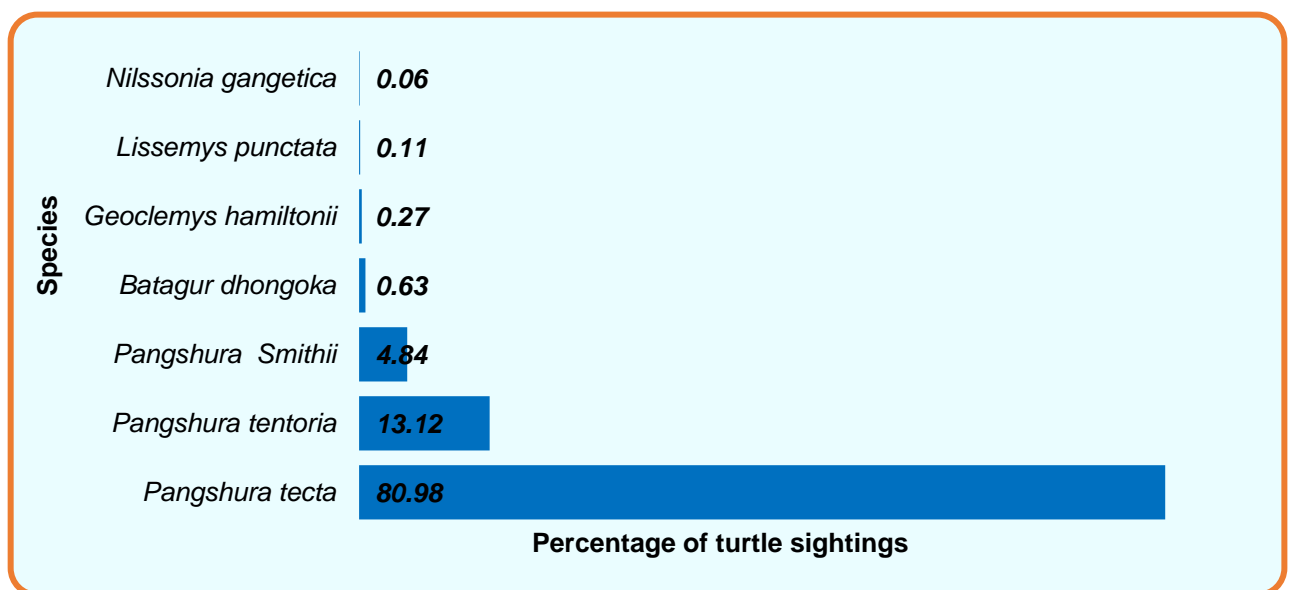 Species
Nilssonia gangetica 0.06
Lissemys punctata 0.11
Geoclemys hamiltonii 0.27
Batagur dhongoka 0.63
Pangshura  Smithii 4.84
Pangshura tentoria 13.12
Pangshura tecta 80.98
Percentage of turtle sightings